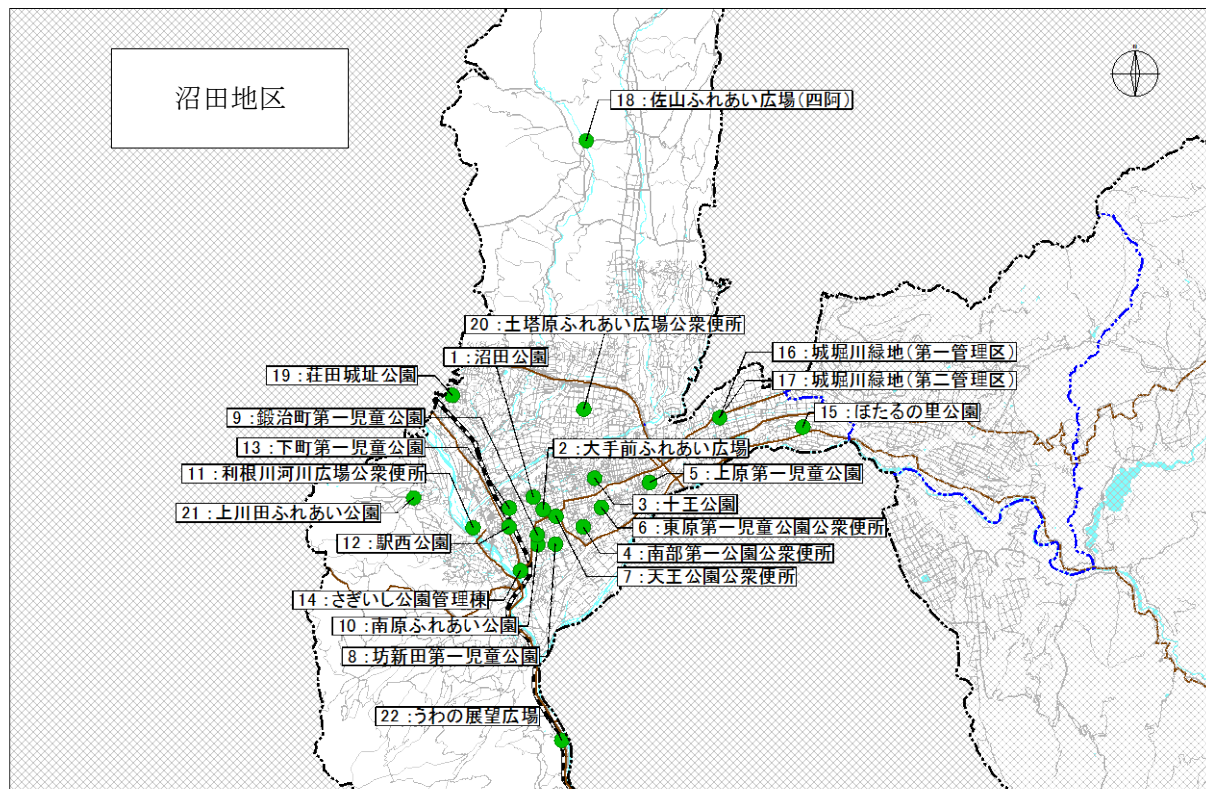 沼田地区
N
18：佐山ふれあい広場(四阿)
20：土塔原ふれあい広場公衆便所
1：沼田公園
16：城堀川緑地(第一管理区)
19：荘田城址公園
17：城堀川緑地(第二管理区)
15：ほたるの里公園
9：鍛治町第一児童公園
13：下町第一児童公園
2：大手前ふれあい広場
11：利根川河川広場公衆便所
5：上原第一児童公園
3：十王公園
21：上川田ふれあい公園
6：東原第一児童公園公衆便所
12：駅西公園
4：南部第一公園公衆便所
7：天王公園公衆便所
14：さぎいし公園管理棟
10：南原ふれあい公園
8：坊新田第一児童公園
22：うわの展望広場